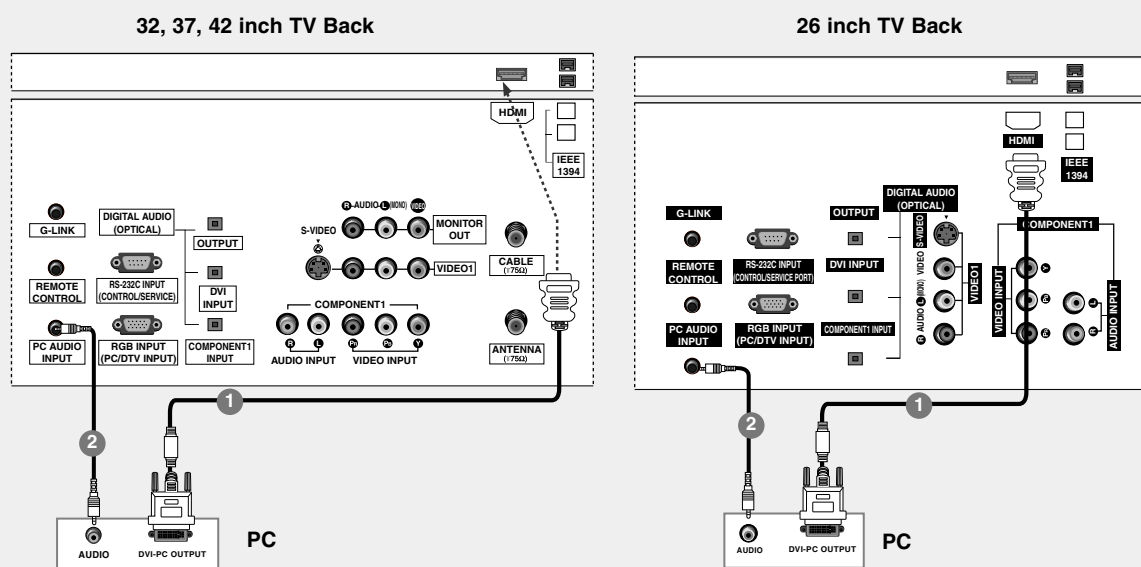 32, 37, 42 inch TV Back
HDMI
IEEE
1394
G-LINK
DIGITAL AUDIO
(OPTICAL)
OUTPUT
R AUDIO L (MONO) VIDEO
S-VIDEO
MONITOR
OUT
VIDEO1
CABLE
REMOTE
CONTROL
RS-232C INPUT
(CONTROL/SERVICE)
DVI
INPUT
COMPONENT1
PC AUDIO
INPUT
RGB INPUT
(PC/DTV INPUT)
COMPONENT1
INPUT
R L PR PB Y
AUDIO INPUT VIDEO INPUT
ANTENNA
1
2
AUDIO
DVI-PC OUTPUT
PC
26 inch TV Back
HDMI
IEEE
1394
G-LINK
OUTPUT
DIGITAL AUDIO
(OPTICAL)
S-VIDEO
COMPONENT1
REMOTE
CONTROL
RS-232C INPUT
(CONTROL/SERVICE PORT)
DVI INPUT
VIDEO
L (MONO)
R AUDIO
VIDEO1
VIDEO INPUT
Y
L
R
AUDIO INPUT
PC AUDIO
INPUT
RGB INPUT
(PC/DTV INPUT)
COMPONENT1 INPUT
1
2
AUDIO
DVI-PC OUTPUT
PC